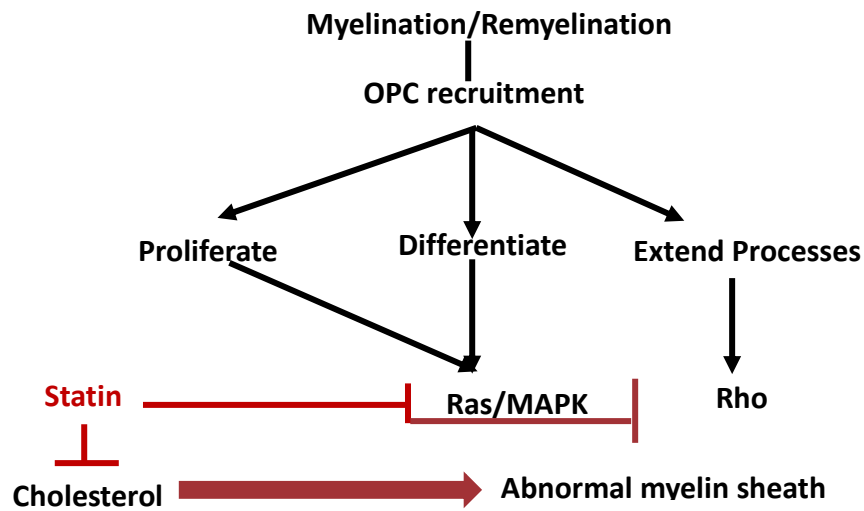 Myelination/Remyelination
OPC recruitment
Proliferate
Differentiate
Extend Processes
Statin
Ras/MAPK
Rho
Cholesterol
Abnormal myelin sheath